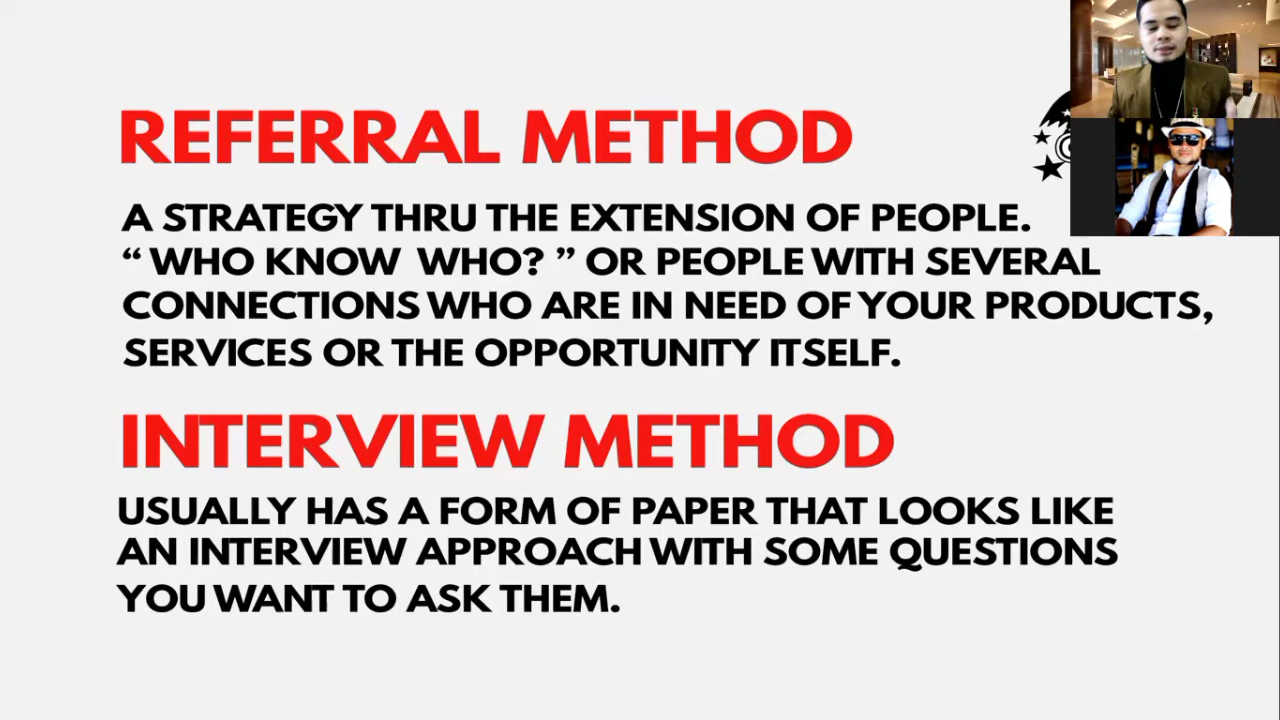 REFERRAL METHOD
A STRATEGY THRU THE EXTENSION OF PEOPLE.
“ WHO KNOW WHO? ” OR PEOPLE WITH SEVERAL
CONNECTIONS WHO ARE IN NEED OF YOUR PRODUCTS,
SERVICES OR THE OPPORTUNITY ITSELF.
INTERVIEW METHOD
USUALLY HAS A FORM OF PAPER THAT LOOKS LIKE
AN INTERVIEW APPROACH WITH SOME QUESTIONS
YOU WANT TO ASK THEM.